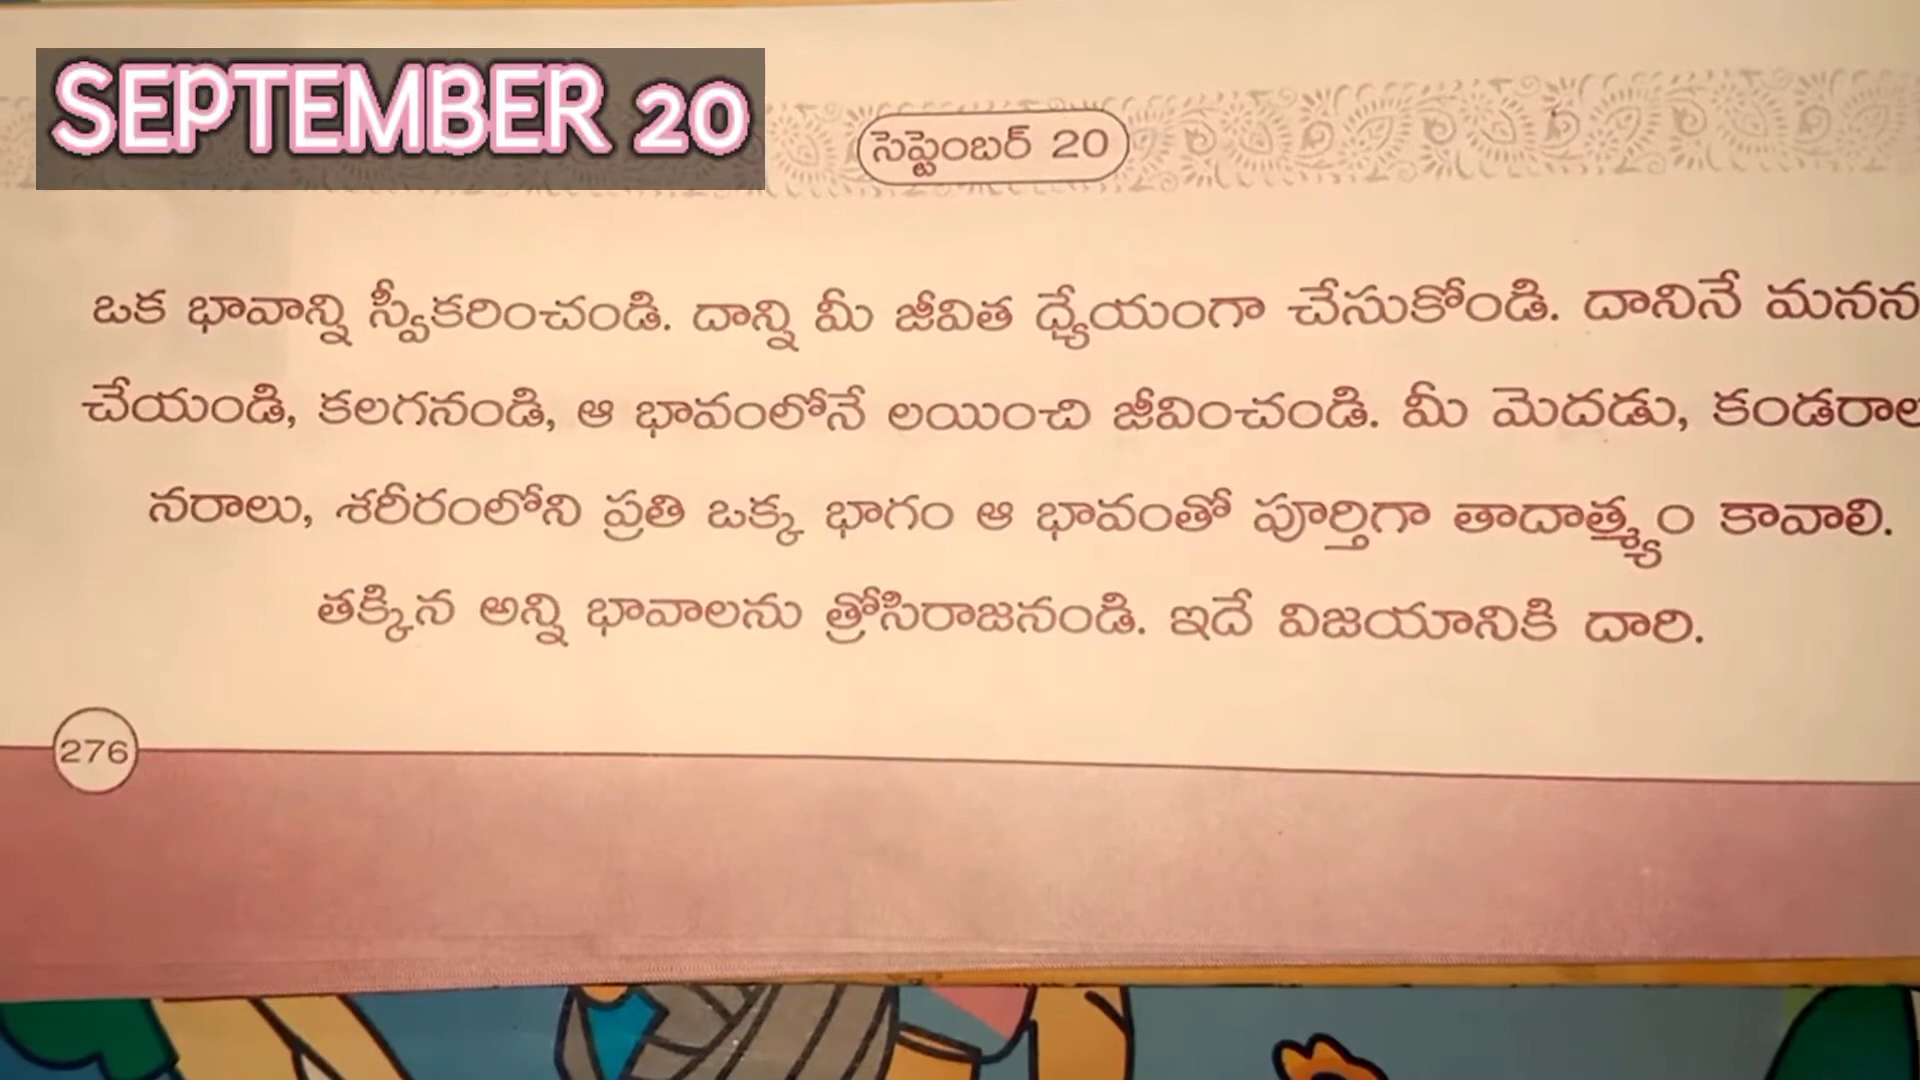 SEPTEMBER 20
సెప్టెంబర్ 20
ఒక భావాన్ని స్వీకరించండి. దాన్ని మీ జీవిత ధ్యేయంగా చేసుకోండి. దానినే మనన
చేయండి, కలగనండి, ఆ భావంలోనే లయించి జీవించండి. మీ మెదడు, కండరాల
నరాలు, శరీరంలోని ప్రతి ఒక్క భాగం ఆ భావంతో పూర్తిగా తాదాత్మ్యం కావాలి.
తక్కిన అన్ని భావాలను త్రోసిరాజనండి. ఇదే విజయానికి దారి.
276